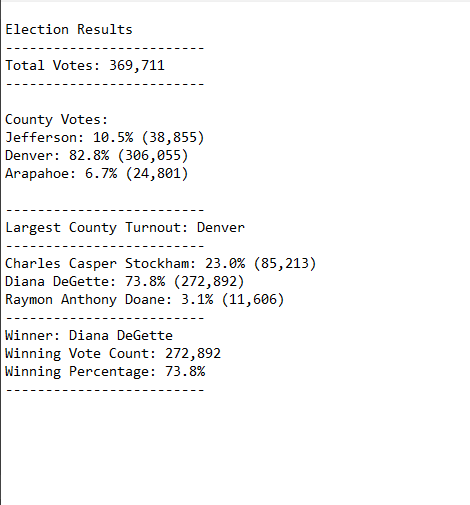 Election Results
-------------------------
Total Votes: 369,711
-------------------------
County Votes:
Jefferson: 10.5% (38,855)
Denver: 82.8% (306,055)
Arapahoe: 6.7% (24,801)
-------------------------
Largest County Turnout: Denver
-------------------------
Charles Casper Stockham: 23.0% (85,213)
Diana DeGette: 73.8% (272,892)
Raymon Anthony Doane: 3.1% (11,606)
-------------------------
Winner: Diana DeGette
Winning Vote Count: 272,892
Winning Percentage: 73.8%
-------------------------